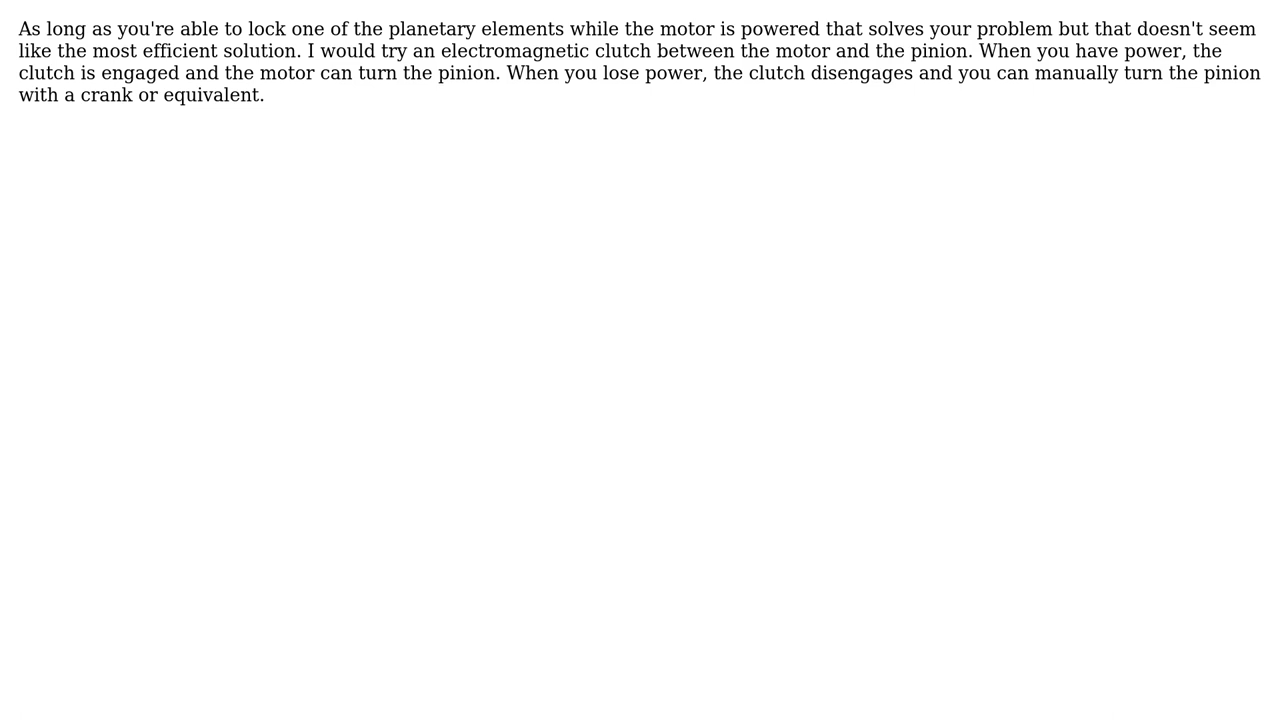 As long as you're able to lock one of the planetary elements while the motor is powered that solves your problem but that doesn't seem
like the most efficient solution. I would try an electromagnetic clutch between the motor and the pinion. When you have power, the
clutch is engaged and the motor can turn the pinion. When you lose power, the clutch disengages and you can manually turn the pinion
with a crank or equivalent.